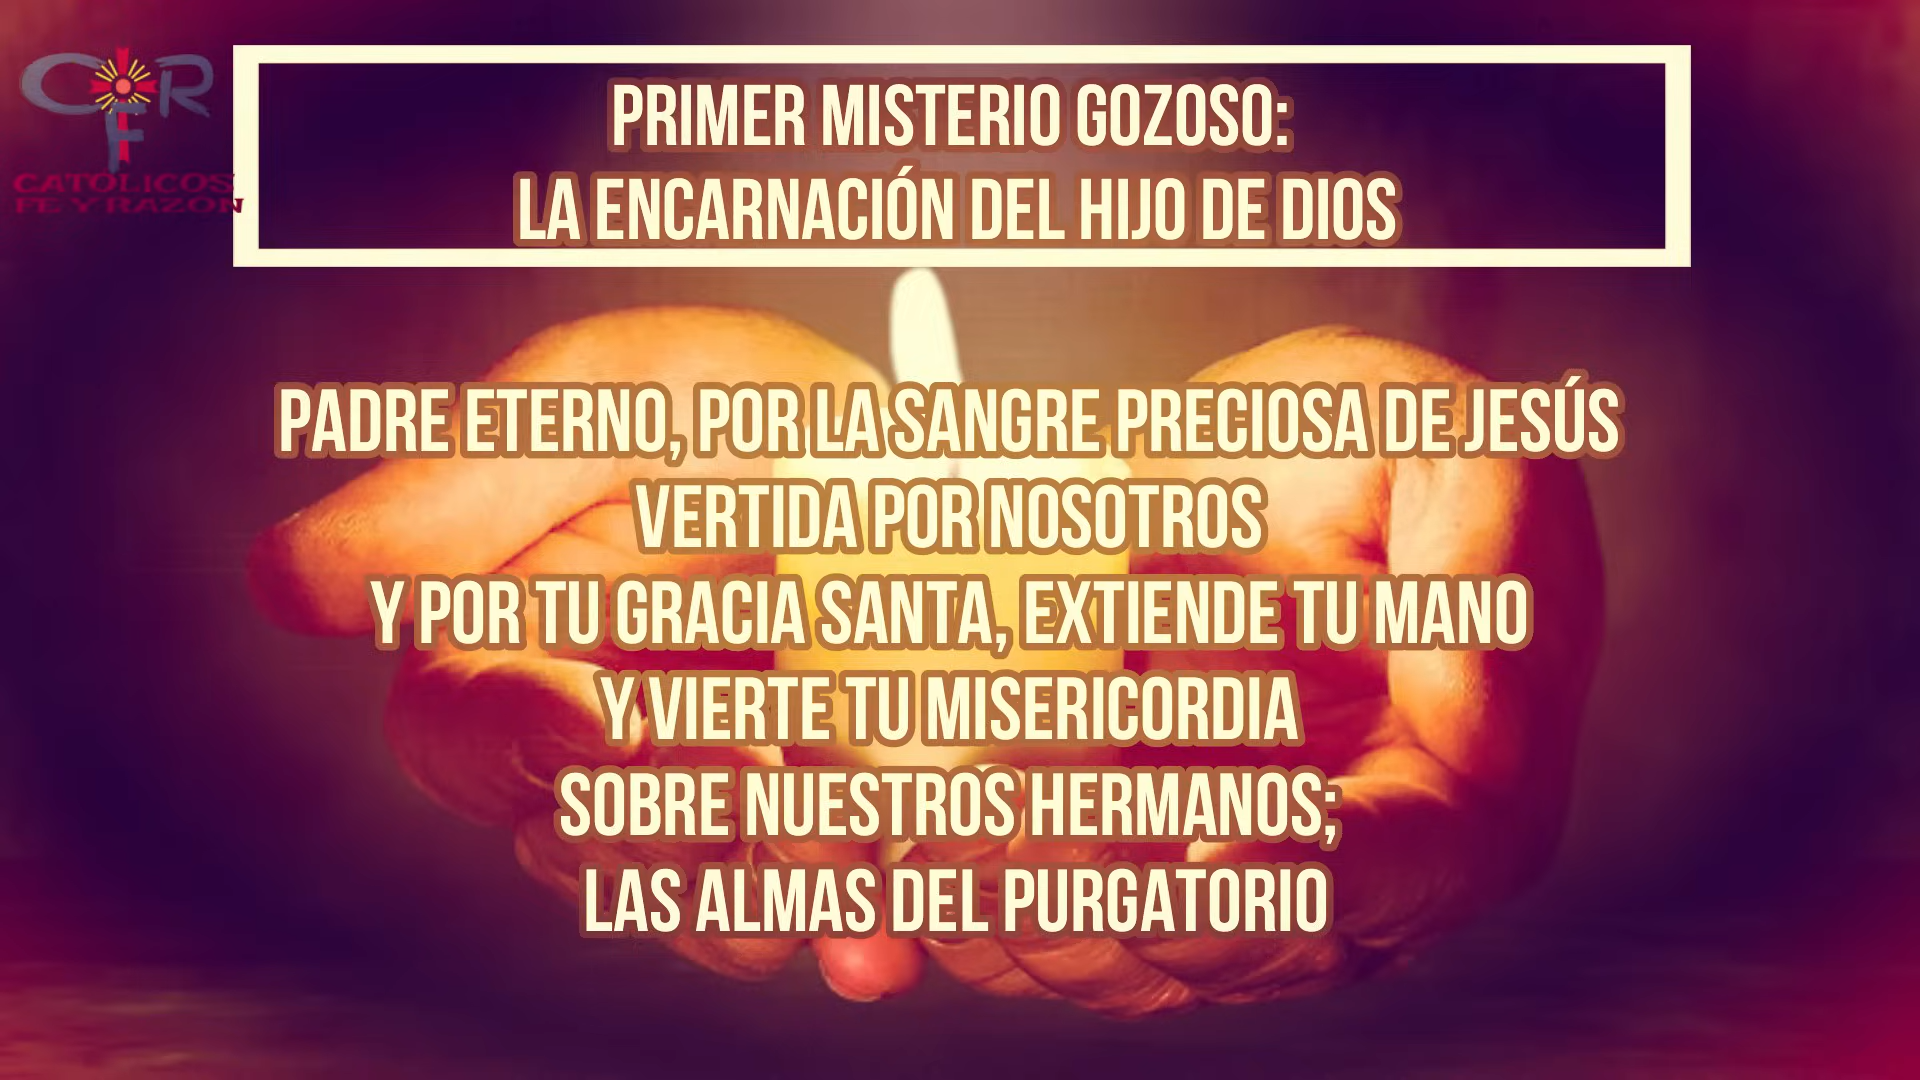 CFR
CATÓLICOS
FE Y RAZÓN
PRIMER MISTERIO GOZOSO:
LA ENCARNACIÓN DEL HIJO DE DIOS
PADRE ETERNO, POR LA SANGRE PRECIOSA DE JESÚS
VERTIDA POR NOSOTROS
Y POR TU GRACIA SANTA, EXTIENDE TU MANO
Y VIERTE TU MISERICORDIA
SOBRE NUESTROS HERMANOS;
LAS ALMAS DEL PURGATORIO